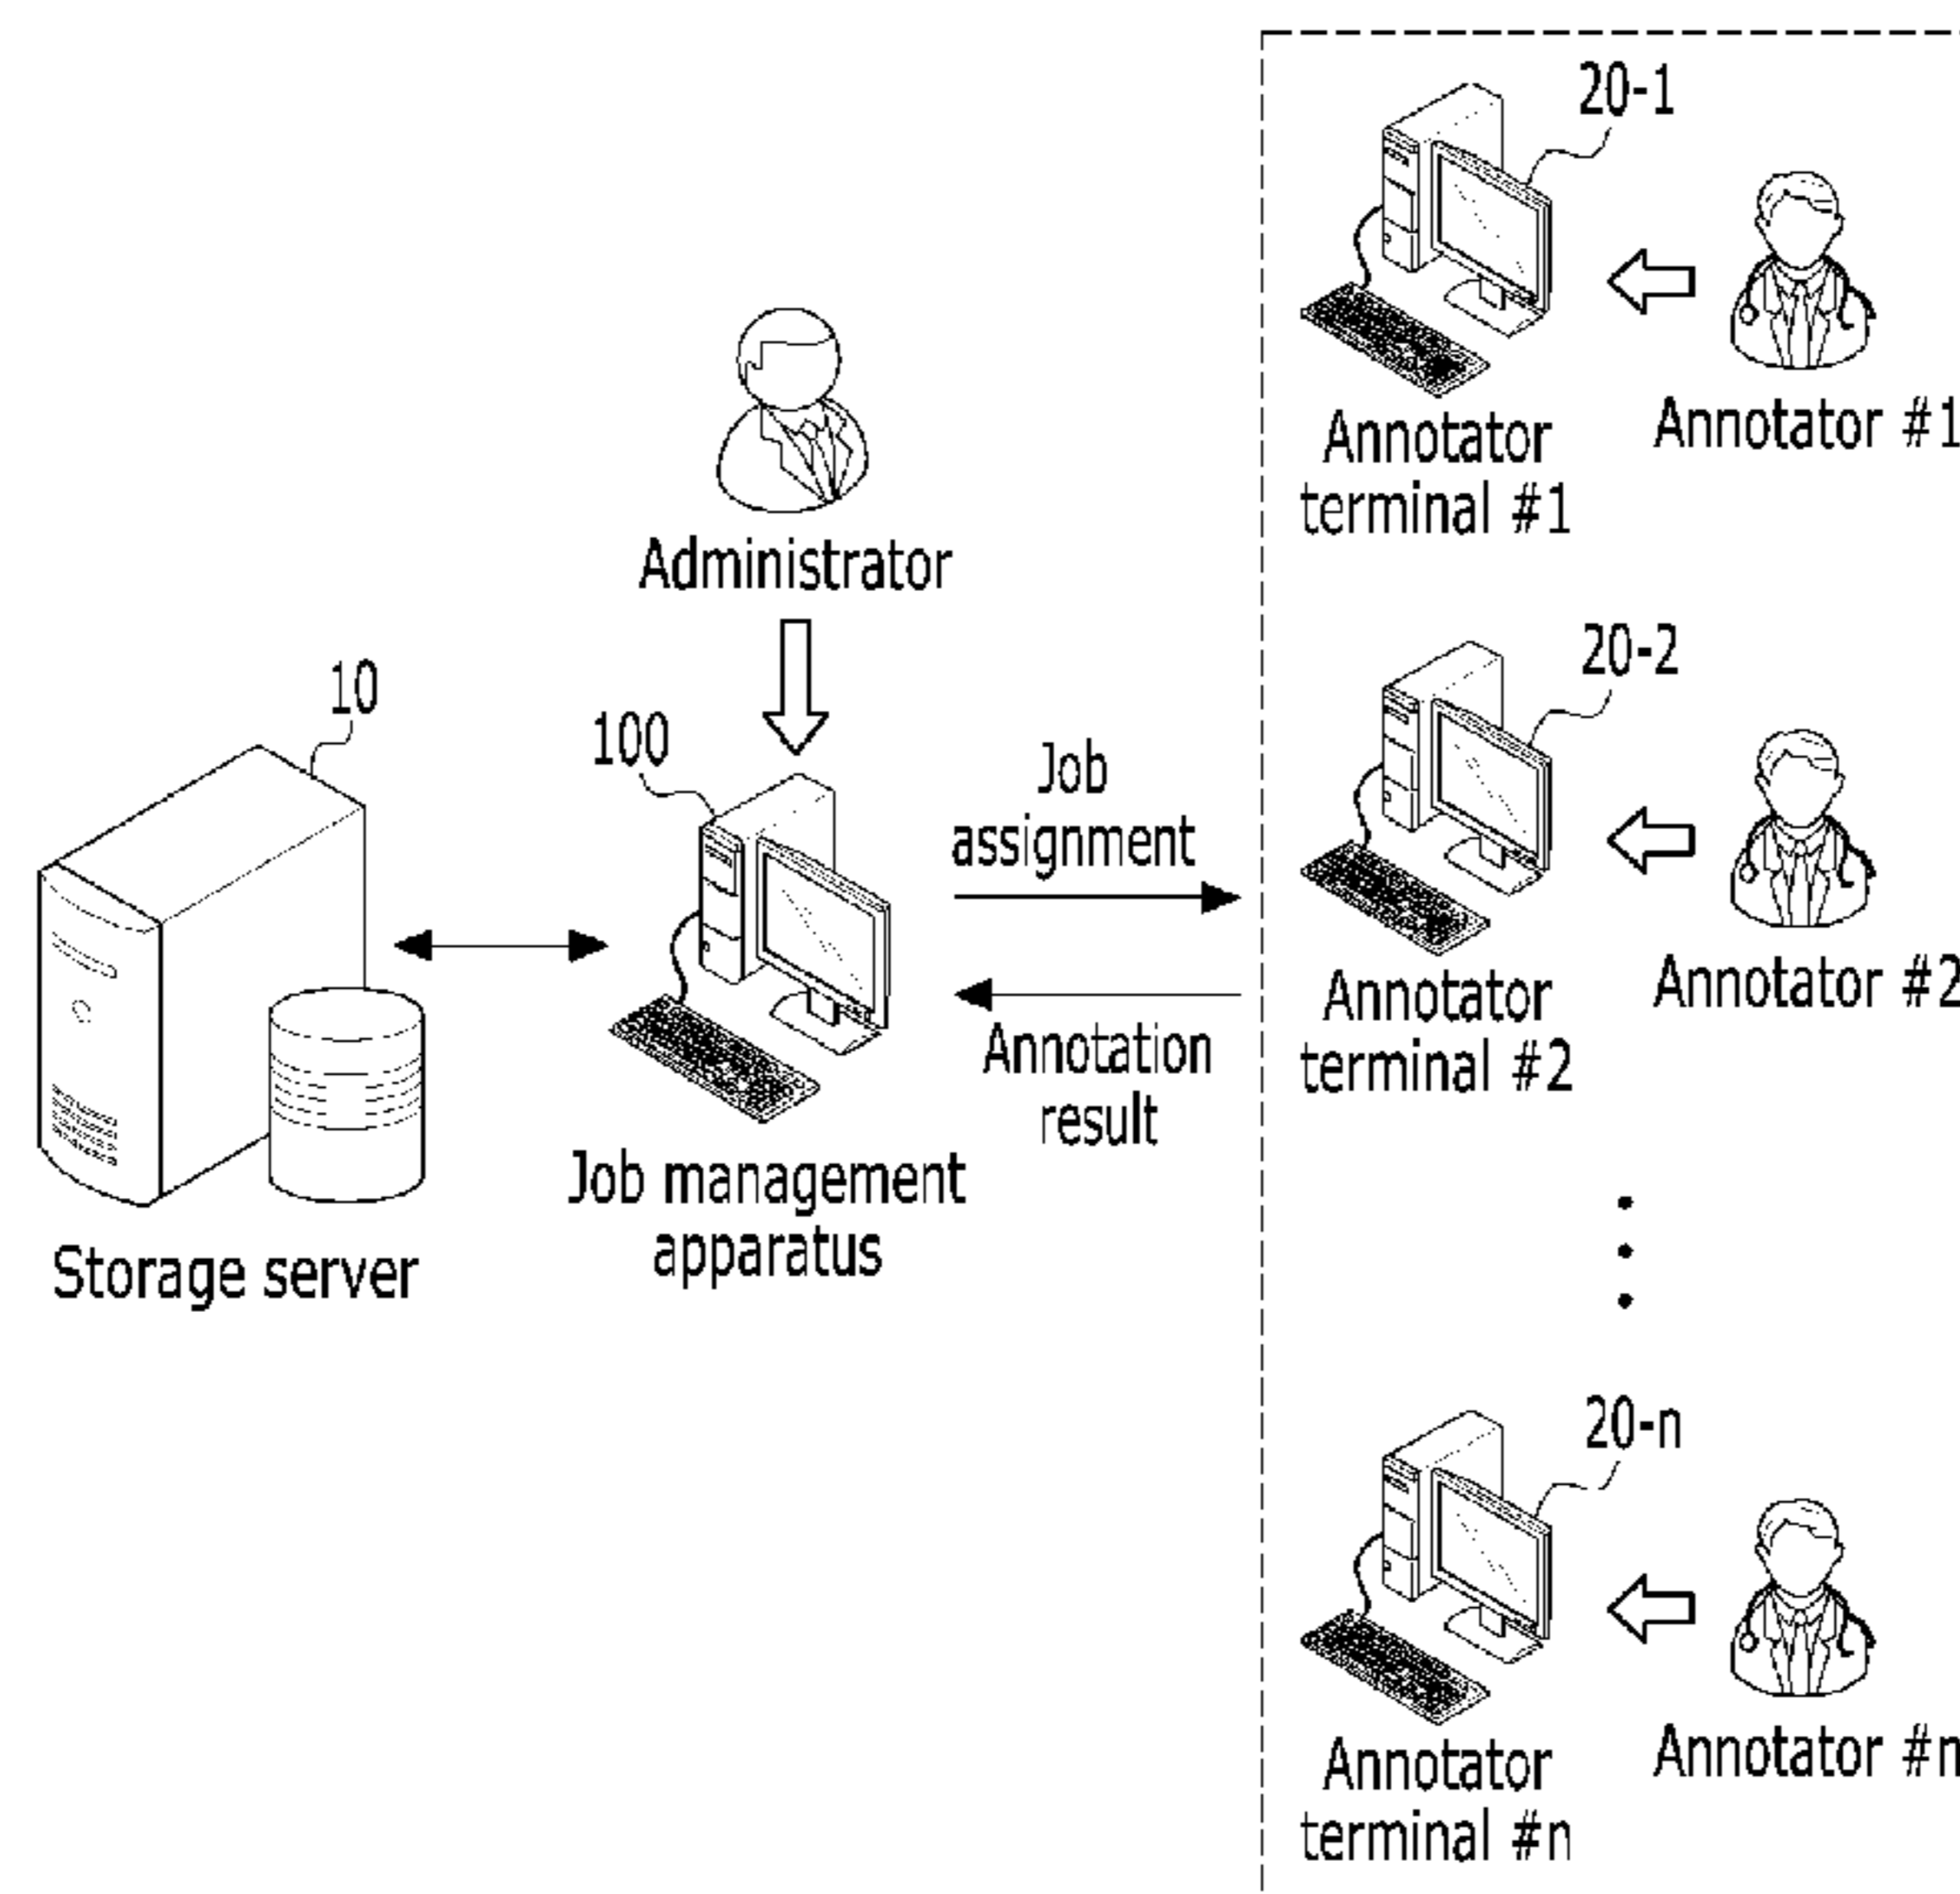 20-1
Annotator
terminal #1
Annotator #1
Administrator
10
100
Job
assignment
20-2
Annotator
terminal #2
Annotator #2
Annotation
result
Job management
apparatus
Storage server
20-n
Annotator
terminal #n
Annotator #n